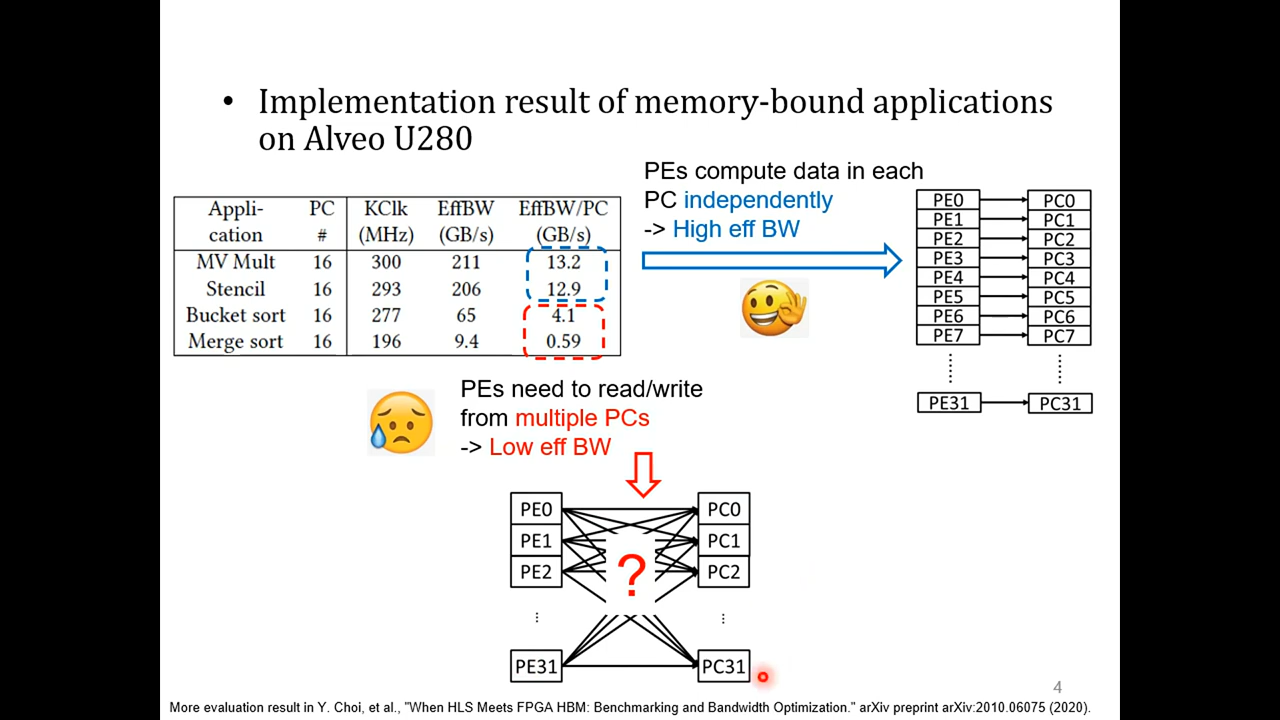 • Implementation result of memory-bound applications
on Alveo U280
PEs compute data in each
PC independently
-> High eff BW
Appli- PC KClk EffBW EffBW/PC
cation # (MHz) (GB/s) (GB/s)
MV Mult 16 300 211 13.2
Stencil 16 293 206 12.9
Bucket sort 16 277 65 4.1
Merge sort 16 196 9.4 0.59
PE0 PC0
PE1 PC1
PE2 PC2
PE3 PC3
PE4 PC4
PE5 PC5
PE6 PC6
PE7 PC7
PE31 PC31
PEs need to read/write
from multiple PCs
-> Low eff BW
PE0 PC0
PE1 PC1
PE2 PC2
?
PE31 PC31
4
More evaluation result in Y. Choi, et al., "When HLS Meets FPGA HBM: Benchmarking and Bandwidth Optimization." arXiv preprint arXiv:2010.06075 (2020).